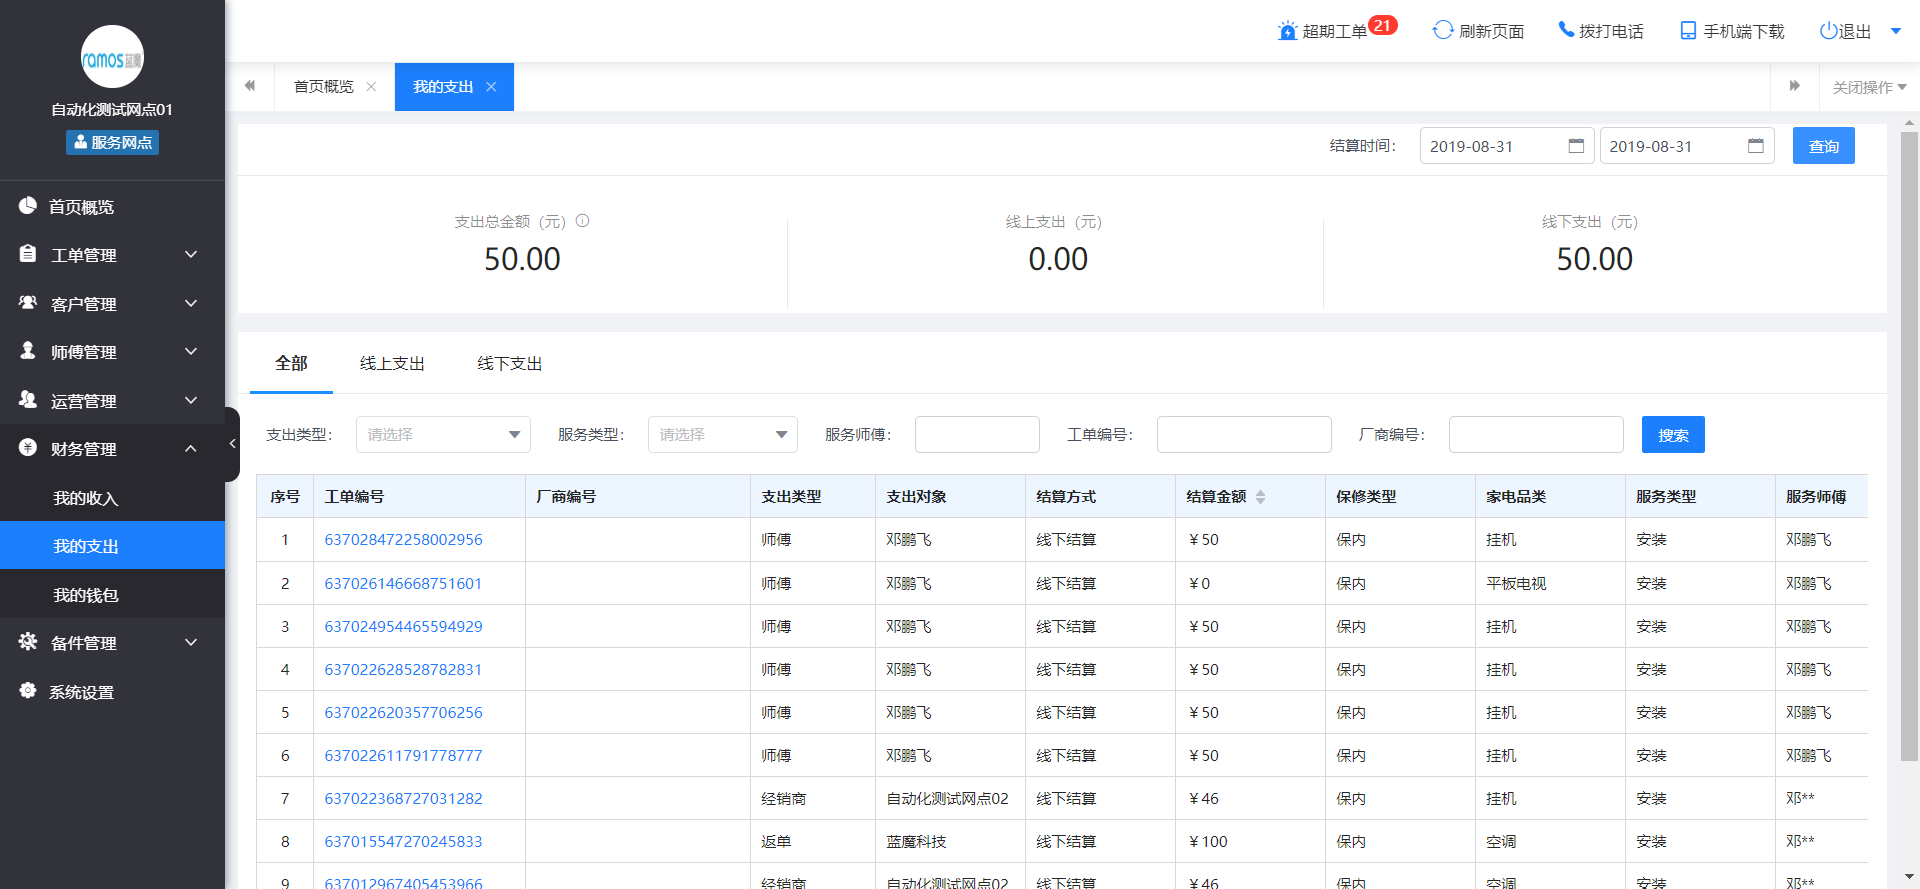 ramos蓝魔
自动化测试网点01
服务网点
首页概览
工单管理
客户管理
师傅管理
运营管理
财务管理
我的收入
我的支出
我的钱包
备件管理
系统设置
超期工单 21 刷新页面 拨打电话 手机端下载 退出
首页概览 我的支出 关闭操作
结算时间： 2019-08-31 2019-08-31 查询
支出总金额（元） 线上支出（元） 线下支出（元）
50.00 0.00 50.00
全部 线上支出 线下支出
支出类型： 请选择 服务类型： 请选择 服务师傅： 工单编号： 厂商编号： 搜索
序号 工单编号 厂商编号 支出类型 支出对象 结算方式 结算金额 保修类型 家电品类 服务类型 服务师傅
1 637028472258002956 师傅 邓鹏飞 线下结算 ￥50 保内 挂机 安装 邓鹏飞
2 637026146668751601 师傅 邓鹏飞 线下结算 ￥0 保内 平板电视 安装 邓鹏飞
3 637024954465594929 师傅 邓鹏飞 线下结算 ￥50 保内 挂机 安装 邓鹏飞
4 637022628528782831 师傅 邓鹏飞 线下结算 ￥50 保内 挂机 安装 邓鹏飞
5 637022620357706256 师傅 邓鹏飞 线下结算 ￥50 保内 挂机 安装 邓鹏飞
6 637022611791778777 师傅 邓鹏飞 线下结算 ￥50 保内 挂机 安装 邓鹏飞
7 637022368727031282 经销商 自动化测试网点02 线下结算 ￥46 保内 挂机 安装 邓**
8 637015547270245833 返单 蓝魔科技 线下结算 ￥100 保内 空调 安装 邓**
9 637012967405453966 经销商 自动化测试网点02 线下结算 ￥46 保内 空调 安装 邓**